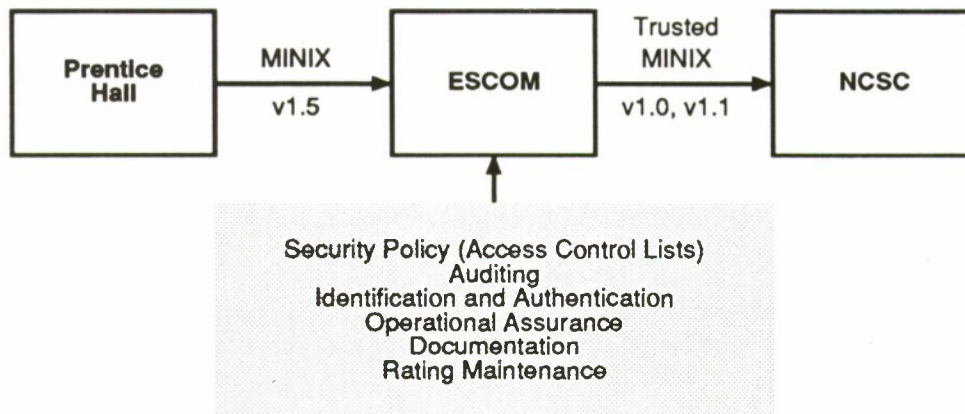 Prentice
Hall
MINIX
v1.5
ESCOM
Trusted
MINIX
v1.0, v1.1
NCSC
Security Policy (Access Control Lists)
Auditing
Identification and Authentication
Operational Assurance
Documentation
Rating Maintenance